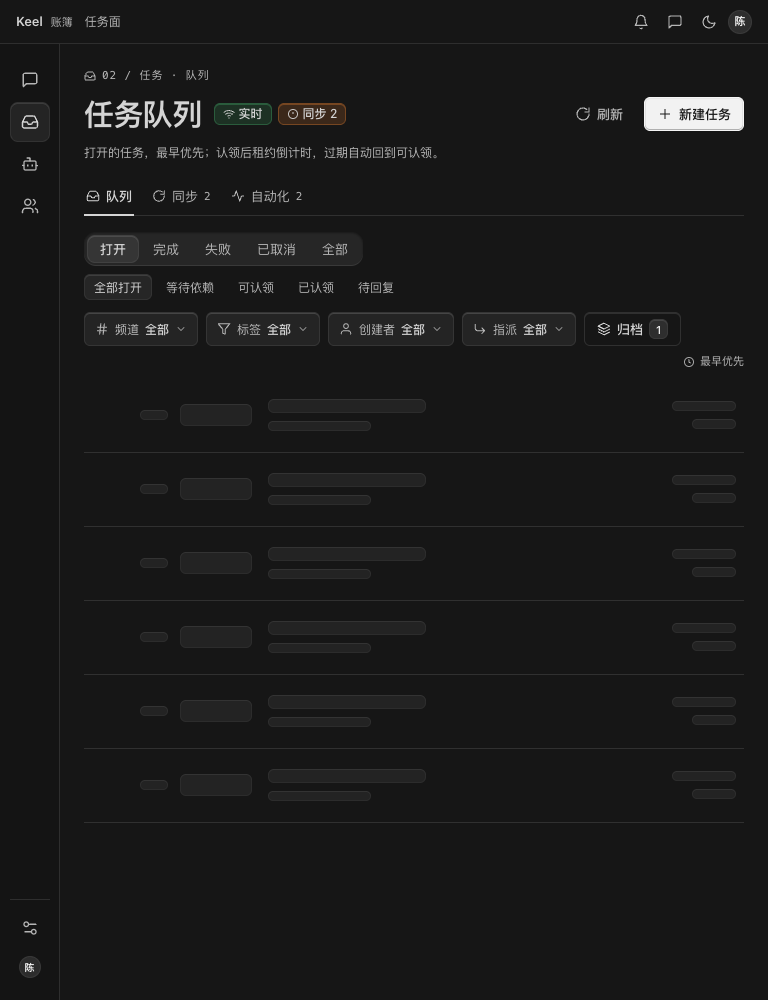 Keel 账簿 任务面
陈
02 / 任务 · 队列
任务队列 实时 同步 2
刷新 新建任务
打开的任务，最早优先；认领后租约倒计时，过期自动回到可认领。
队列 同步 2 自动化 2
打开 完成 失败 已取消 全部
全部打开 等待依赖 可认领 已认领 待回复
频道 全部 标签 全部 创建者 全部 指派 全部 归档 1
最早优先
陈